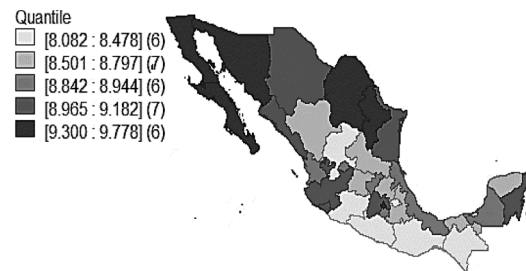 Quantile
[8.082 : 8.478] (6)
[8.501 : 8.797] (7)
[8.842 : 8.944] (6)
[8.965 : 9.182] (7)
[9.300 : 9.778] (6)